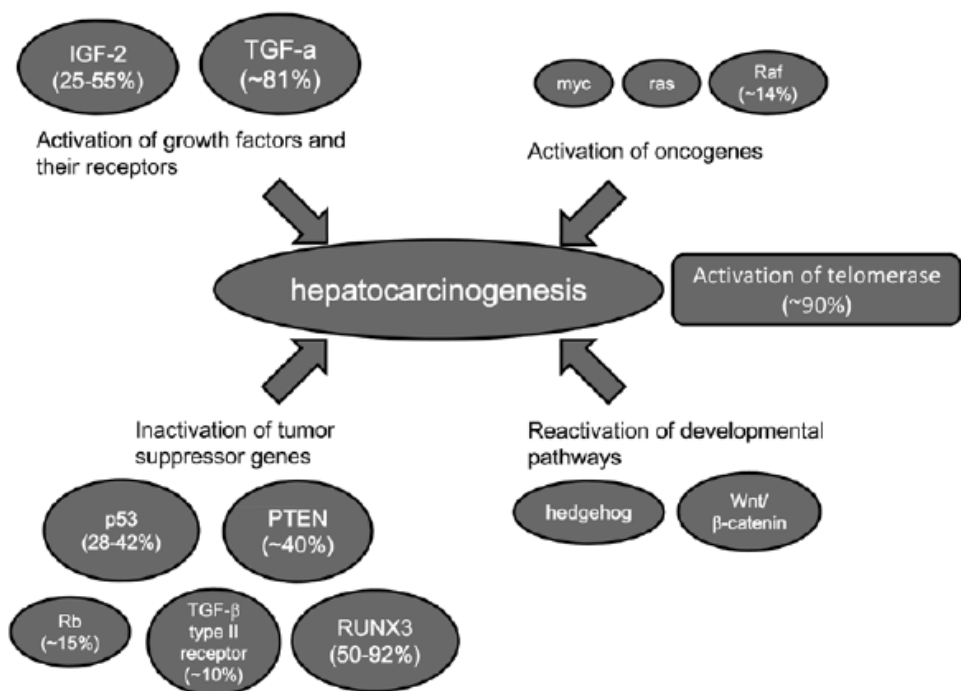 IGF-2
(25-55%)
TGF-a
(~81%)
Activation of growth factors and
their receptors
myc
ras
Raf
(~14%)
Activation of oncogenes
hepatocarcinogenesis
Activation of telomerase
(~90%)
Inactivation of tumor
suppressor genes
p53
(28-42%)
PTEN
(~40%)
Rb
(~15%)
TGF-β
type II
receptor
(~10%)
RUNX3
(50-92%)
Reactivation of developmental
pathways
hedgehog
Wnt/
β-catenin